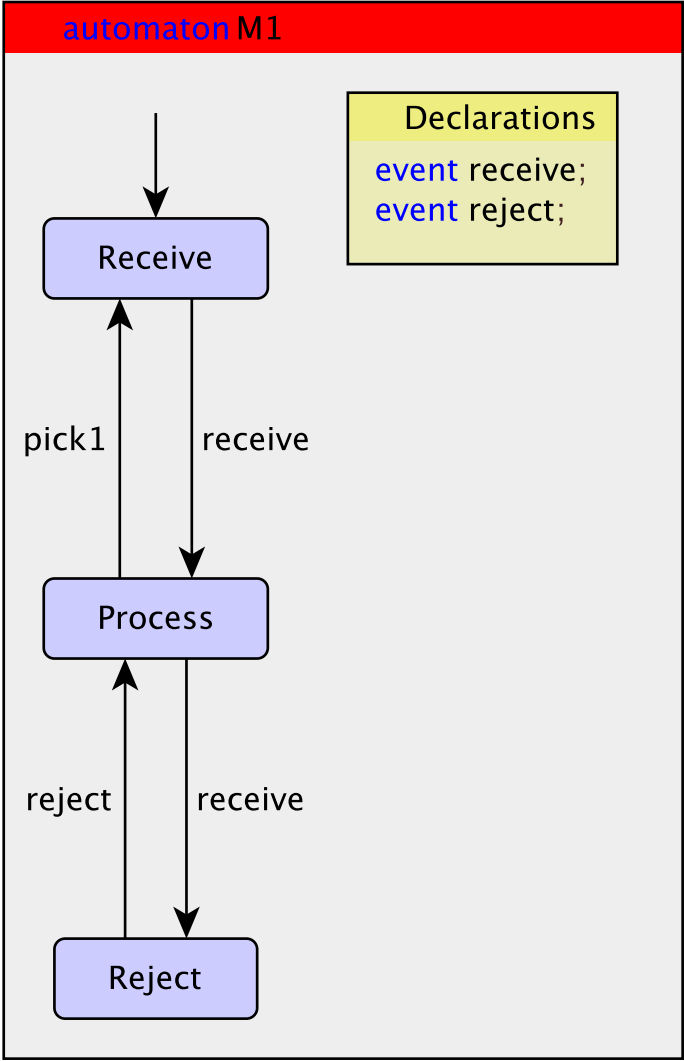 automaton M1
Declarations
event receive;
event reject;
Receive
pick1
receive
Process
reject
receive
Reject